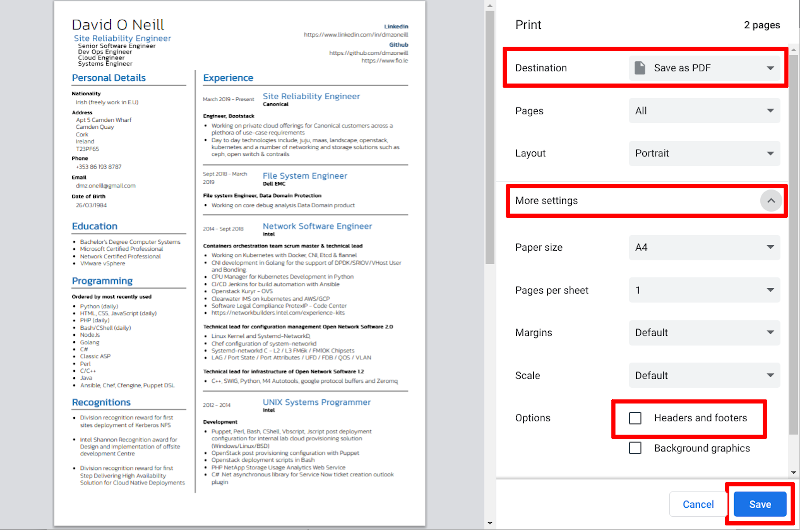 David O Neill
Site Reliability Engineer
Senior Software Engineer
Dev Ops Engineer
Cloud Engineer
Systems Engineer
Linkedin
https://www.linkedin.com/in/dmzoneill
Github
https://github.com/dmzoneill
https://www.fio.ie
Personal Details
Nationality
Irish (freely work in E.U)
Address
Apt 5 Camden Wharf
Camden Quay
Cork
Ireland
T23PF65
Phone
+353 86 193 8787
Email
dmz.oneill@gmail.com
Date of Birth
26/03/1984
Education
Bachelor's Degree Computer Systems
Microsoft Certified Professional
Network Certified Professional
VMware vSphere
Programming
Ordered by most recently used
Python (daily)
HTML, CSS, JavaScript (daily)
PHP (daily)
Bash/CShell (daily)
NodeJs
Golang
C#
Classic ASP
Perl
C/C++
Java
Ansible, Chef, Cfengine, Puppet DSL
Recognitions
Division recognition reward for first
sites deployment of Kerberos NFS
Intel Shannon Recognition award for
Design and implementation of offsite
development Centre
Division recognition reward for first
Step Delivering High Availability
Solution for Cloud Native Deployments
Experience
March 2019 - Present
Site Reliability Engineer
Canonical
Engineer, Bootstack
Working on private cloud offerings for Canonical customers across a
plethora of use-case requirements
Day to day technologies include, juju, maas, landscape, openstack,
kubernetes and a number of networking and storage solutions such as
ceph, open switch & contrails
Sept 2018 - March
2019
File System Engineer
Dell EMC
File system Engineer, Data Domain Protection
Working on core debug analysis Data Domain product
2014 - Sept 2018
Network Software Engineer
Intel
Containers orchestration team scrum master & technical lead
Working on Kubernetes with Docker, CNI, Etcd & Bannel
CNI development in Golang for the support of DPDK/SRIOV/VHost User
and Bonding
CPU Manager for Kubernetes Development in Python
CI/CD Jenkins for build automation with Ansible
Openstack Kuryr - OVS
Clearwater IMS on kubernetes and AWS/GCP
Software Legal Compliance ProtexIP - Code Center
https://networkbuilders.intel.com/experience-kits
Technical lead for configuration management Open Network Software 2.0
Linux Kernel and Systemd-NetworkD
Chef configuration of system-networkd
Systemd-networkd C - L2 / L3 FM6k / FM10K Chipsets
LAG / Port State / Port Attributes / UFD / FDB / QOS / VLAN
Technical lead for infrastructure of Open Network Software 1.2
C++, SWIG, Python, M4 Autotools, google protocol buffers and Zeromq
2012 - 2014
UNIX Systems Programmer
Intel
Development
Puppet, Perl, Bash, CShell, Vbscript, Jscript post deployment
configuration for internal lab cloud provisioning solution
(Windows/Linux/BSD)
OpenStack post provisioning configuration with Puppet
Openstack deployment scripts in Bash
PHP NetApp Storage Usage Analytics Web Service
C# .Net asynchronous library for Service Now ticket creation outlook
plugin
Print
2 pages
Destination
Save as PDF
Pages
All
Layout
Portrait
More settings
Paper size
A4
Pages per sheet
1
Margins
Default
Scale
Default
Options
Headers and footers
Background graphics
Cancel
Save